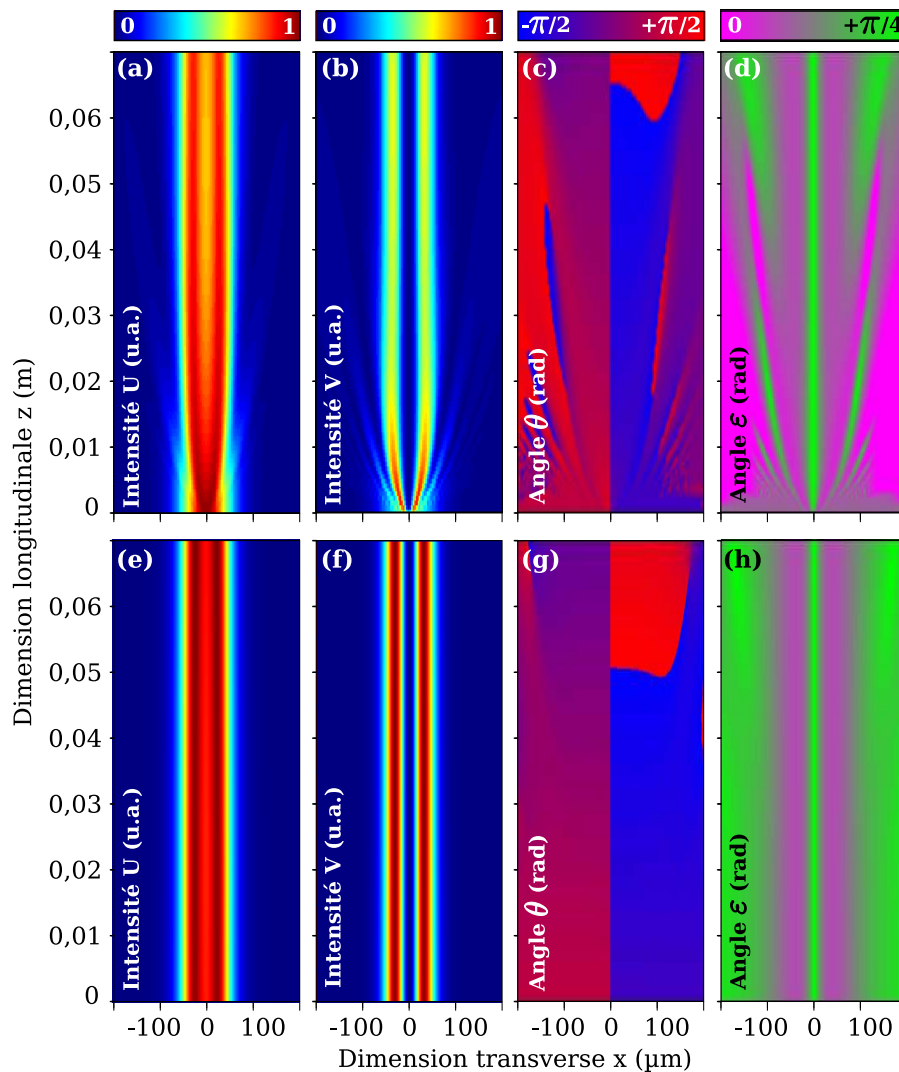 0 1 0 1 -π/2 +π/2 0 +π/4
(a) (b) (c) (d)
0,06
0,05
0,04
0,03
0,02
0,01
0
Intensité U (u.a.)
Intensité V (u.a.)
Angle θ (rad)
Angle ε (rad)
(e) (f) (g) (h)
0,06
0,05
0,04
0,03
0,02
0,01
0
Intensité U (u.a.)
Intensité V (u.a.)
Angle θ (rad)
Angle ε (rad)
Dimension longitudinale z (m)
-100 0 100 -100 0 100 -100 0 100 -100 0 100
Dimension transverse x (µm)